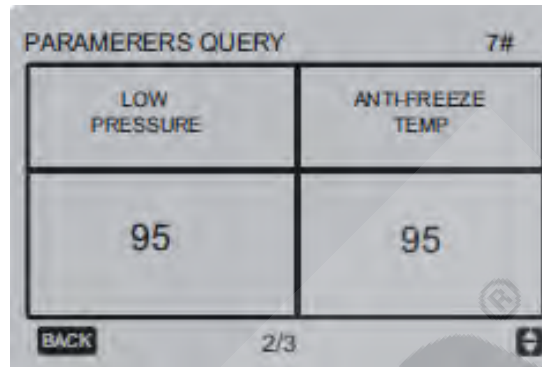 PARAMERERS QUERY 7#
LOW PRESSURE
ANTI-FREEZE TEMP
95
95
BACK 2/3
®